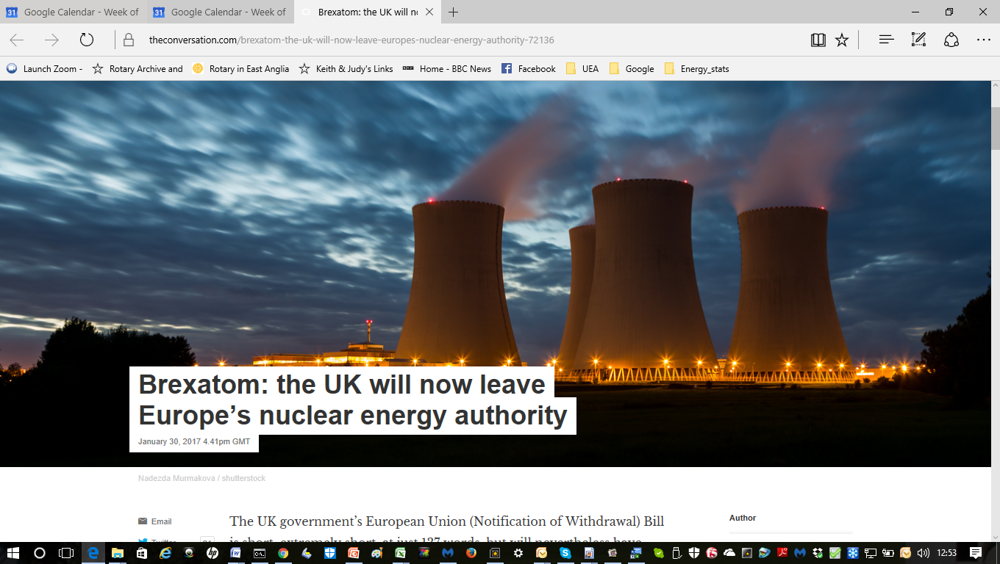 Google Calendar - Week of
Google Calendar - Week of
Brexatom: the UK will n
theconversation.com/brexatom-the-uk-will-now-leave-europes-nuclear-energy-authority-72136
Launch Zoom - Rotary Archive and Rotary in East Anglia Keith & Judy's Links BBC Home - BBC News Facebook UEA Google Energy_stats
Brexatom: the UK will now leave
Europe's nuclear energy authority
January 30, 2017 4.41pm GMT
Nadezda Murmakova / shutterstock
Email
The UK government's European Union (Notification of Withdrawal) Bill
Author
Twitter
is short, extremely short, at just 137 words, but will nevertheless have
12:53